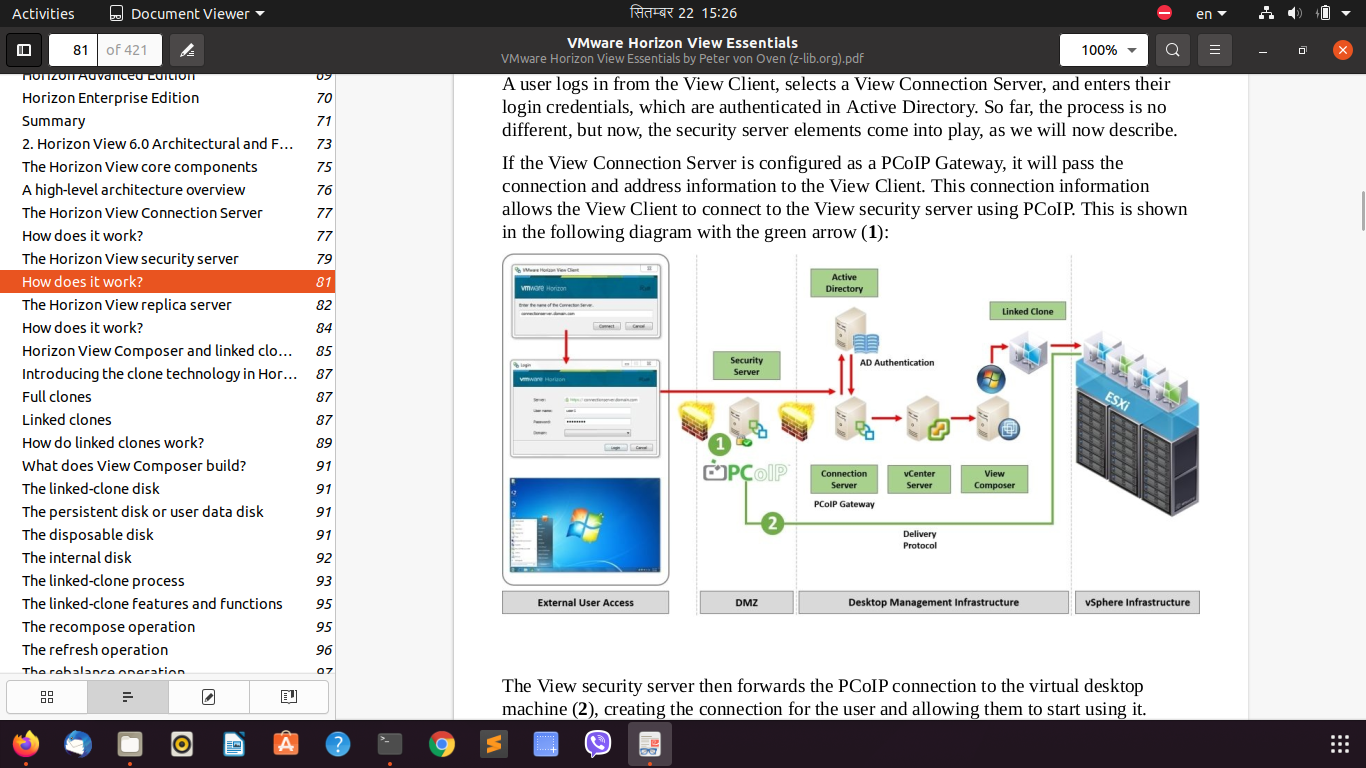 Activities
Document Viewer
सितम्बर 22 15:26
en
81
of 421
VMware Horizon View Essentials
VMware Horizon View Essentials by Peter von Oven (z-lib.org).pdf
100%
Horizon Advanced Edition 69
Horizon Enterprise Edition 70
Summary 71
2. Horizon View 6.0 Architectural and F… 73
The Horizon View core components 75
A high-level architecture overview 76
The Horizon View Connection Server 77
How does it work? 77
The Horizon View security server 79
How does it work? 81
The Horizon View replica server 82
How does it work? 84
Horizon View Composer and linked clo… 85
Introducing the clone technology in Hor… 87
Full clones 87
Linked clones 87
How do linked clones work? 89
What does View Composer build? 91
The linked-clone disk 91
The persistent disk or user data disk 91
The disposable disk 91
The internal disk 92
The linked-clone process 93
The linked-clone features and functions 95
The recompose operation 95
The refresh operation 96
The rebalance operation 97
A user logs in from the View Client, selects a View Connection Server, and enters their
login credentials, which are authenticated in Active Directory. So far, the process is no
different, but now, the security server elements come into play, as we will now describe.
If the View Connection Server is configured as a PCoIP Gateway, it will pass the
connection and address information to the View Client. This connection information
allows the View Client to connect to the View security server using PCoIP. This is shown
in the following diagram with the green arrow (1):
VMware Horizon View Client
vmware Horizon
Enter the name of the Connection Server.
connectionserver.domain.com
Connect
Cancel
Login
vmware Horizon
Server:
https://connectionserver.domain.com
User name:
user1
Password:
********
Domain:
Login
Cancel
Active
Directory
AD Authentication
Linked Clone
Security
Server
1
PCoIP
ESXi
Connection
Server
vCenter
Server
View
Composer
PCoIP Gateway
2
Delivery
Protocol
External User Access
DMZ
Desktop Management Infrastructure
vSphere Infrastructure
The View security server then forwards the PCoIP connection to the virtual desktop
machine (2), creating the connection for the user and allowing them to start using it.